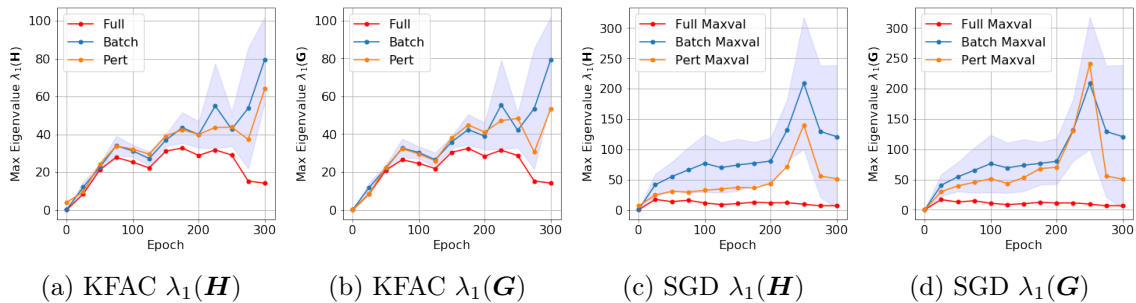 Max Eigenvalue λ₁(H)
100
80
60
40
20
0
Full
Batch
Pert
0
100
200
300
Epoch
(a) KFAC λ₁(H)
Max Eigenvalue λ₁(G)
100
80
60
40
20
0
Full
Batch
Pert
0
100
200
300
Epoch
(b) KFAC λ₁(G)
Max Eigenvalue λ₁(H)
300
250
200
150
100
50
0
Full Maxval
Batch Maxval
Pert Maxval
0
100
200
300
Epoch
(c) SGD λ₁(H)
Max Eigenvalue λ₁(G)
300
250
200
150
100
50
0
Full Maxval
Batch Maxval
Pert Maxval
0
100
200
300
Epoch
(d) SGD λ₁(G)